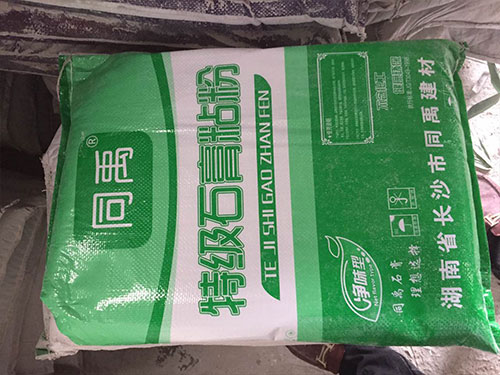 同禹
®
特级石膏粘粉
TE JI SHI GAO ZHAN FEN
净味型
同禹石膏
理想选择
湖南省长沙市同禹建材